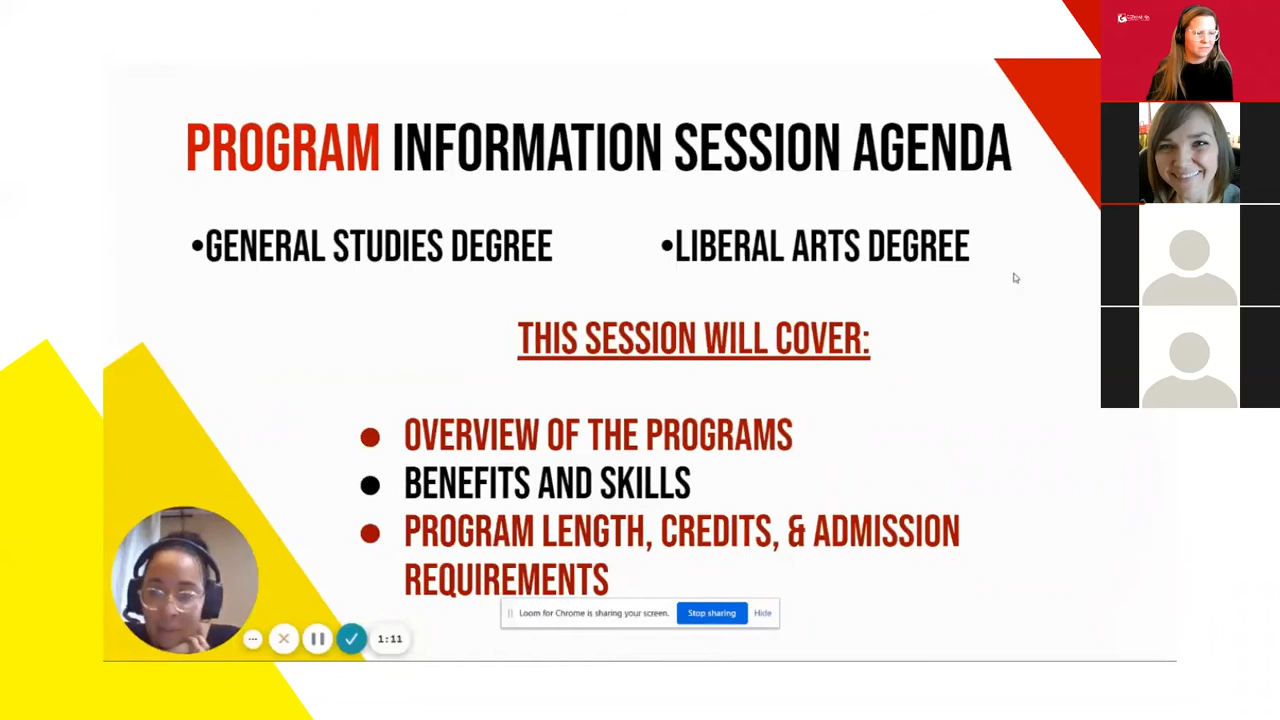 PROGRAM INFORMATION SESSION AGENDA
•GENERAL STUDIES DEGREE
•LIBERAL ARTS DEGREE
THIS SESSION WILL COVER:
● OVERVIEW OF THE PROGRAMS
● BENEFITS AND SKILLS
● PROGRAM LENGTH, CREDITS, & ADMISSION
REQUIREMENTS
Loom for Chrome is sharing your screen. Stop sharing Hide
1:11